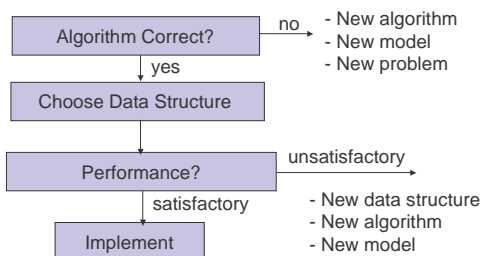 Algorithm Correct?
no
- New algorithm
- New model
- New problem
yes
Choose Data Structure
Performance?
unsatisfactory
satisfactory
- New data structure
- New algorithm
- New model
Implement